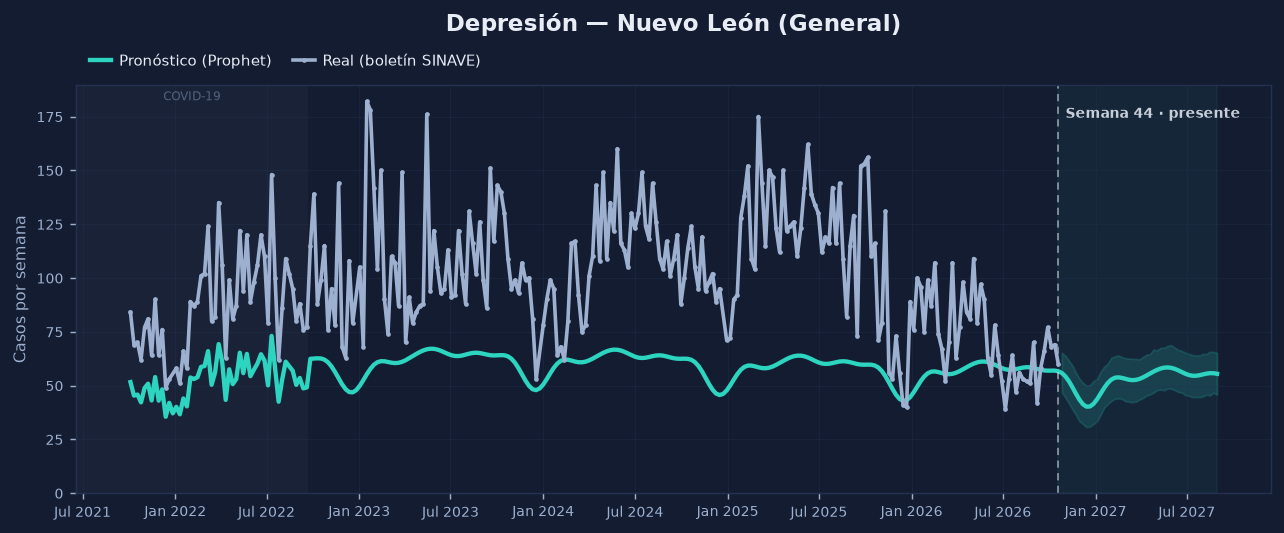 Depresión — Nuevo León (General)
Pronóstico (Prophet)
Real (boletín SINAVE)
COVID-19
Semana 44 · presente
Casos por semana
175
150
125
100
75
50
25
0
Jul 2021
Jan 2022
Jul 2022
Jan 2023
Jul 2023
Jan 2024
Jul 2024
Jan 2025
Jul 2025
Jan 2026
Jul 2026
Jan 2027
Jul 2027